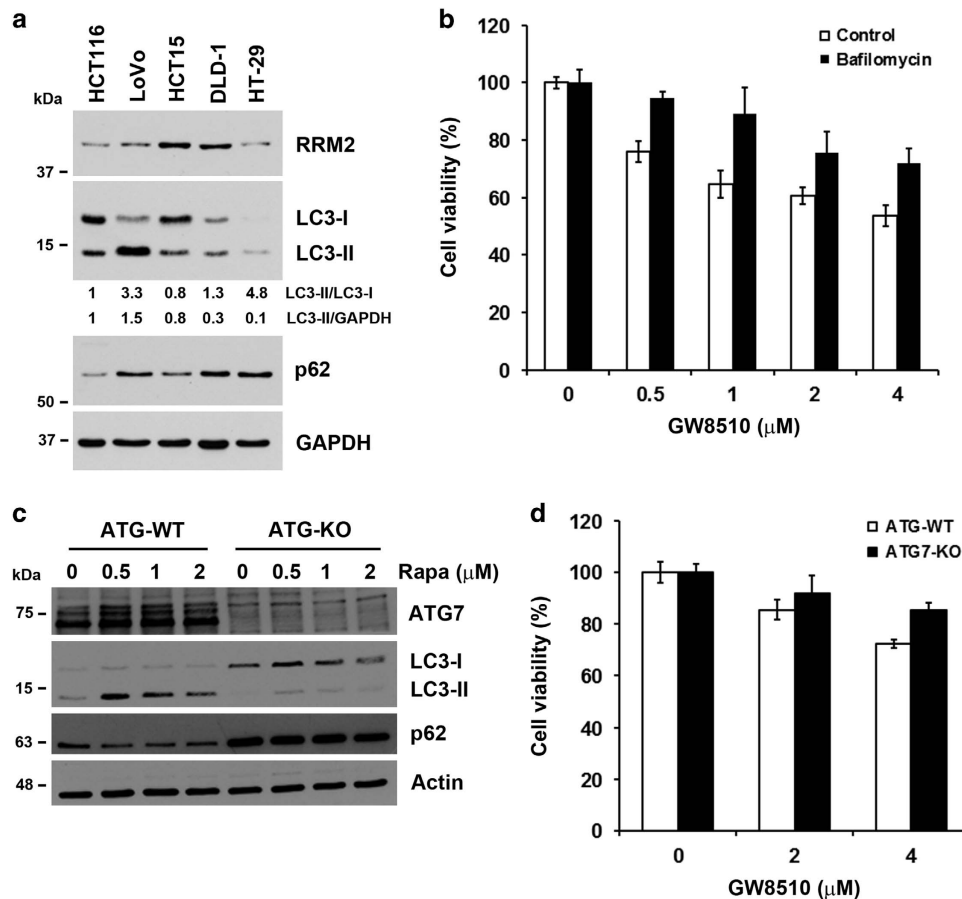 a
HCT116 LoVo HCT15 DLD-1 HT-29
kDa
RRM2
37
LC3-I
15
LC3-II
1 3.3 0.8 1.3 4.8 LC3-II/LC3-I
1 1.5 0.8 0.3 0.1 LC3-II/GAPDH
p62
50
37
GAPDH
b
Control
Bafilomycin
Cell viability (%)
120
100
80
60
40
20
0
0 0.5 1 2 4
GW8510 (μM)
c
ATG-WT ATG-KO
kDa 0 0.5 1 2 0 0.5 1 2 Rapa (μM)
75
ATG7
LC3-I
15
LC3-II
63
p62
48
Actin
d
ATG-WT
ATG7-KO
Cell viability (%)
120
100
80
60
40
20
0
0 2 4
GW8510 (μM)